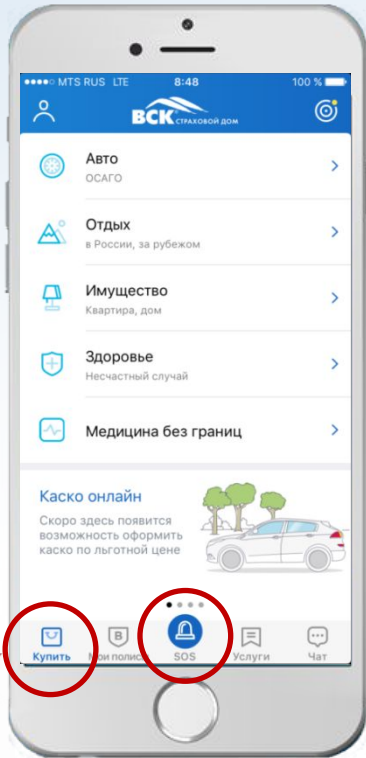 MTS RUS LTE 8:48 100 %
ВСК СТРАХОВОЙ ДОМ
Авто
ОСАГО
Отдых
в России, за рубежом
Имущество
Квартира, дом
Здоровье
Несчастный случай
Медицина без границ
Каско онлайн
Скоро здесь появится
возможность оформить
каско по льготной цене
В
Купить Мои полис SOS Услуги Чат